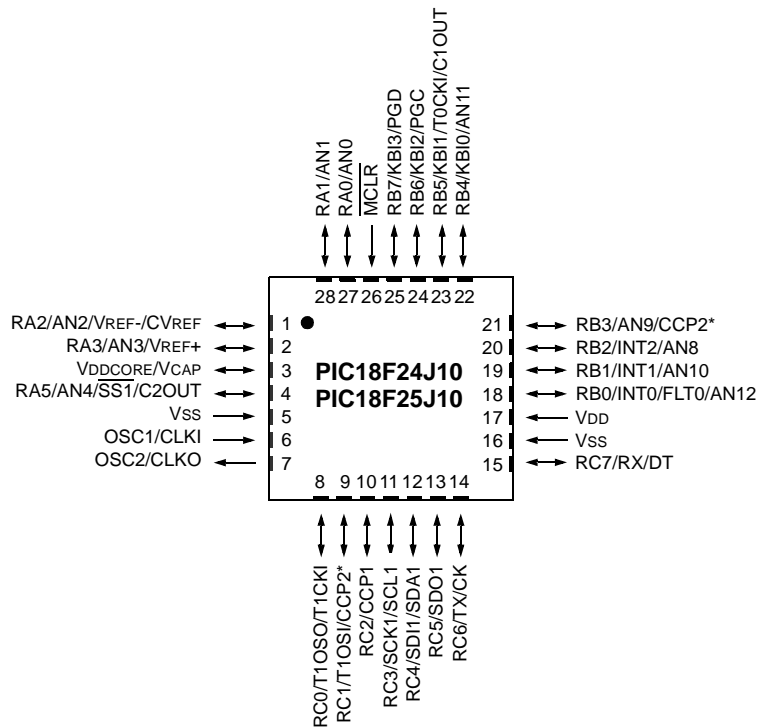 RA1/AN1
RA0/AN0
MCLR
RB7/KBI3/PGD
RB6/KBI2/PGC
RB5/KBI1/T0CKI/C1OUT
RB4/KBI0/AN11
28 27 26 25 24 23 22
RA2/AN2/VREF-/CVREF 1
RA3/AN3/VREF+ 2
VDDCORE/VCAP 3
RA5/AN4/SS1/C2OUT 4
VSS 5
OSC1/CLKI 6
OSC2/CLKO 7
PIC18F24J10
PIC18F25J10
21 RB3/AN9/CCP2*
20 RB2/INT2/AN8
19 RB1/INT1/AN10
18 RB0/INT0/FLT0/AN12
17 VDD
16 VSS
15 RC7/RX/DT
8 9 10 11 12 13 14
RC0/T1OSO/T1CKI
RC1/T1OSI/CCP2*
RC2/CCP1
RC3/SCK1/SCL1
RC4/SDI1/SDA1
RC5/SDO1
RC6/TX/CK